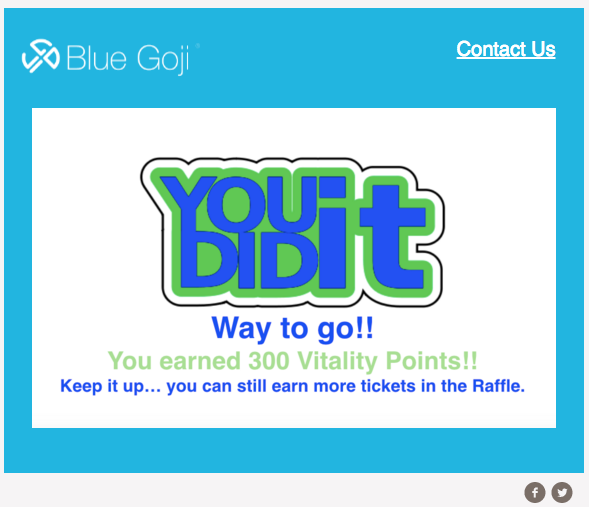 Blue Goji
Contact Us
YOU DID it
Way to go!!
You earned 300 Vitality Points!!
Keep it up... you can still earn more tickets in the Raffle.